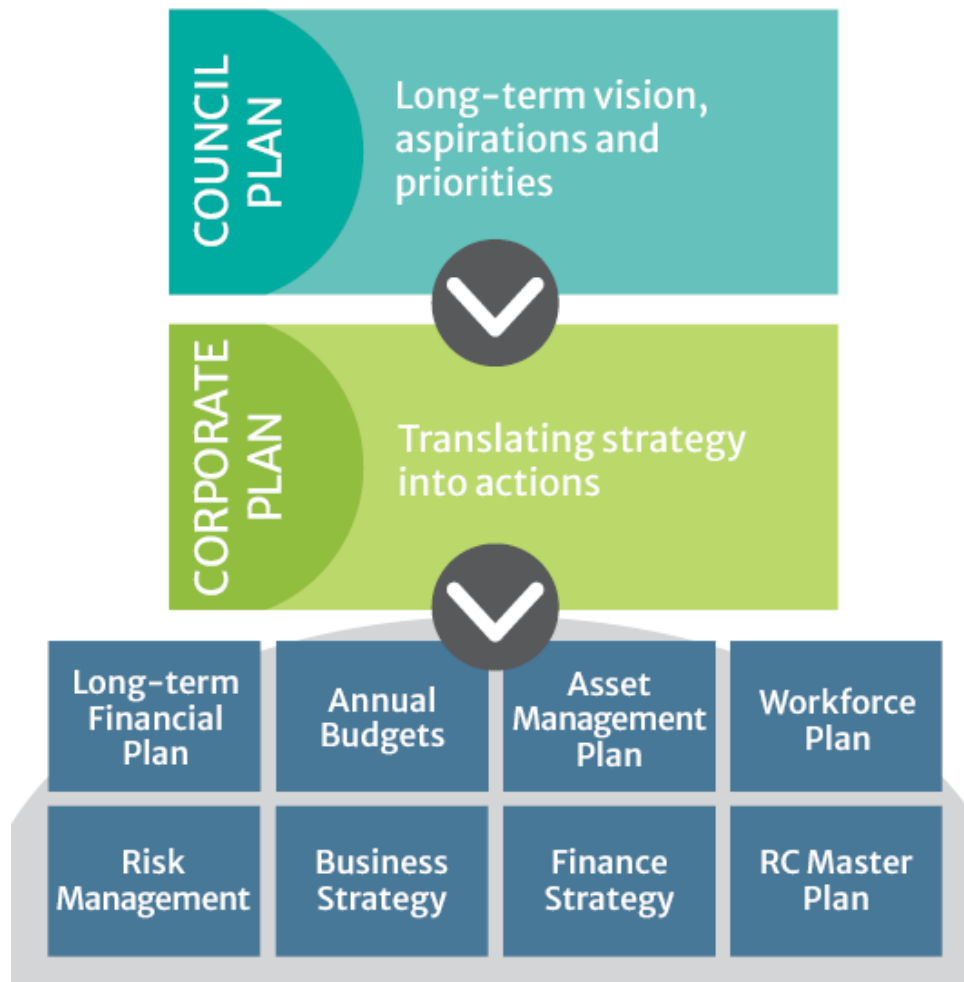 COUNCIL
PLAN
Long-term vision,
aspirations and
priorities
CORPORATE
PLAN
Translating strategy
into actions
Long-term
Financial
Plan
Annual
Budgets
Asset
Management
Plan
Workforce
Plan
Risk
Management
Business
Strategy
Finance
Strategy
RC Master
Plan